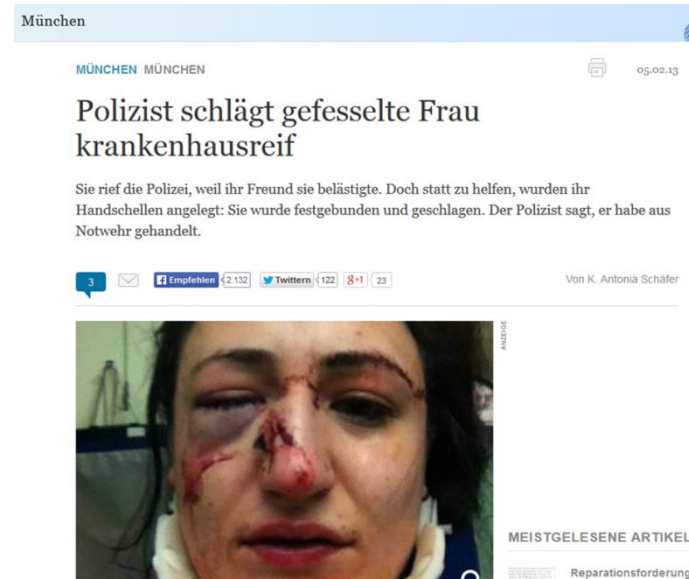 München
MÜNCHEN MÜNCHEN
05.02.13
Polizist schlägt gefesselte Frau
krankenhausreif
Sie rief die Polizei, weil ihr Freund sie belästigte. Doch statt zu helfen, wurden ihr
Handschellen angelegt: Sie wurde festgebunden und geschlagen. Der Polizist sagt, er habe aus
Notwehr gehandelt.
3 Empfehlen 2.132 Twittern 122 +1 23 Von K. Antonia Schäfer
ANZEIGE
MEISTGELESENE ARTIKEL
Reparationsforderung